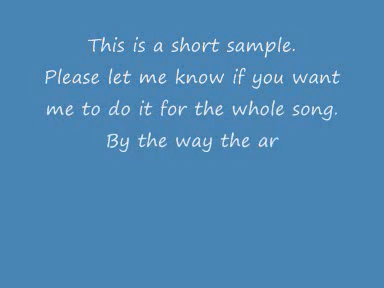 This is a short sample.
Please let me know if you want
me to do it for the whole song.
By the way the ar